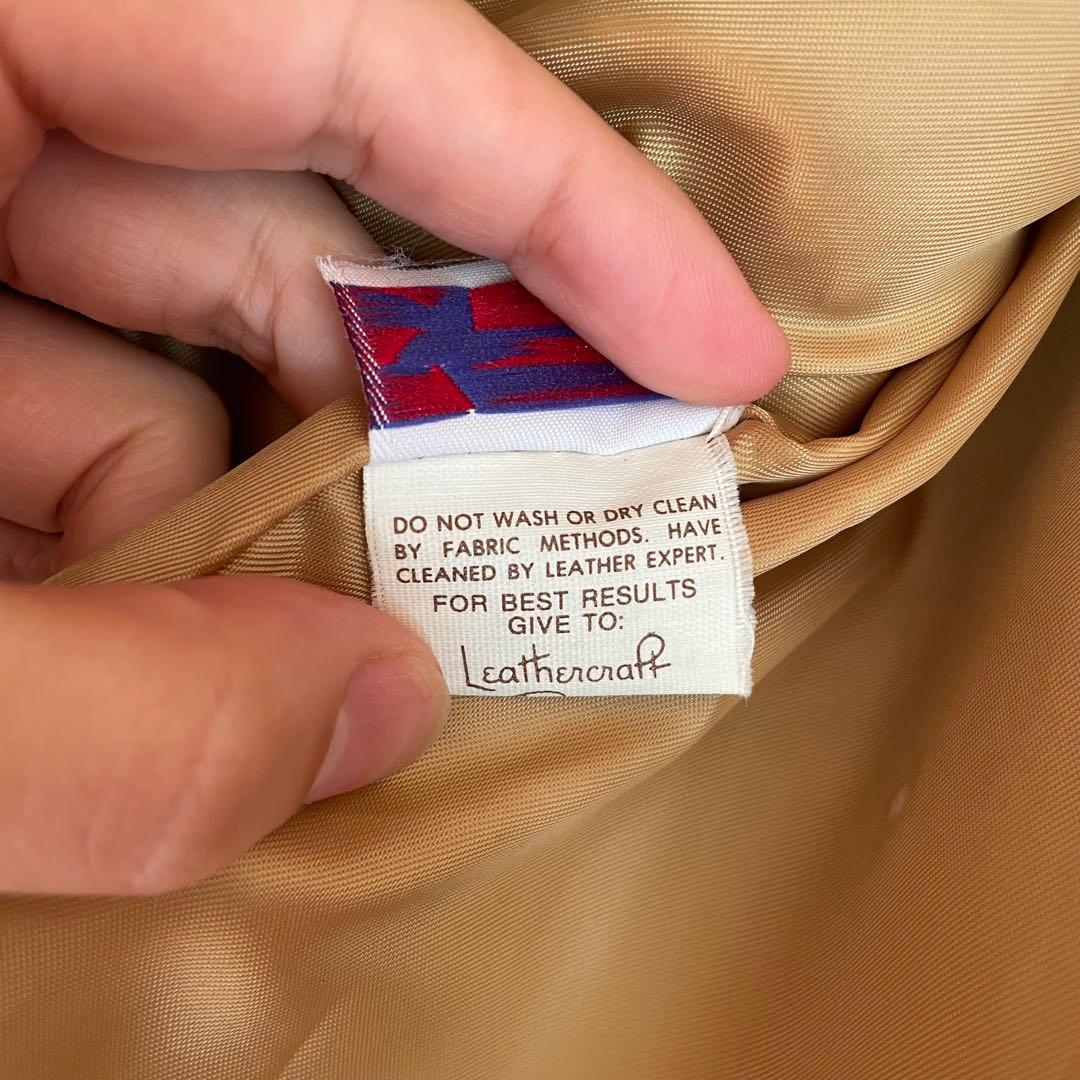 DO NOT WASH OR DRY CLEAN
BY FABRIC METHODS. HAVE
CLEANED BY LEATHER EXPERT.
FOR BEST RESULTS
GIVE TO:
Leathercraft